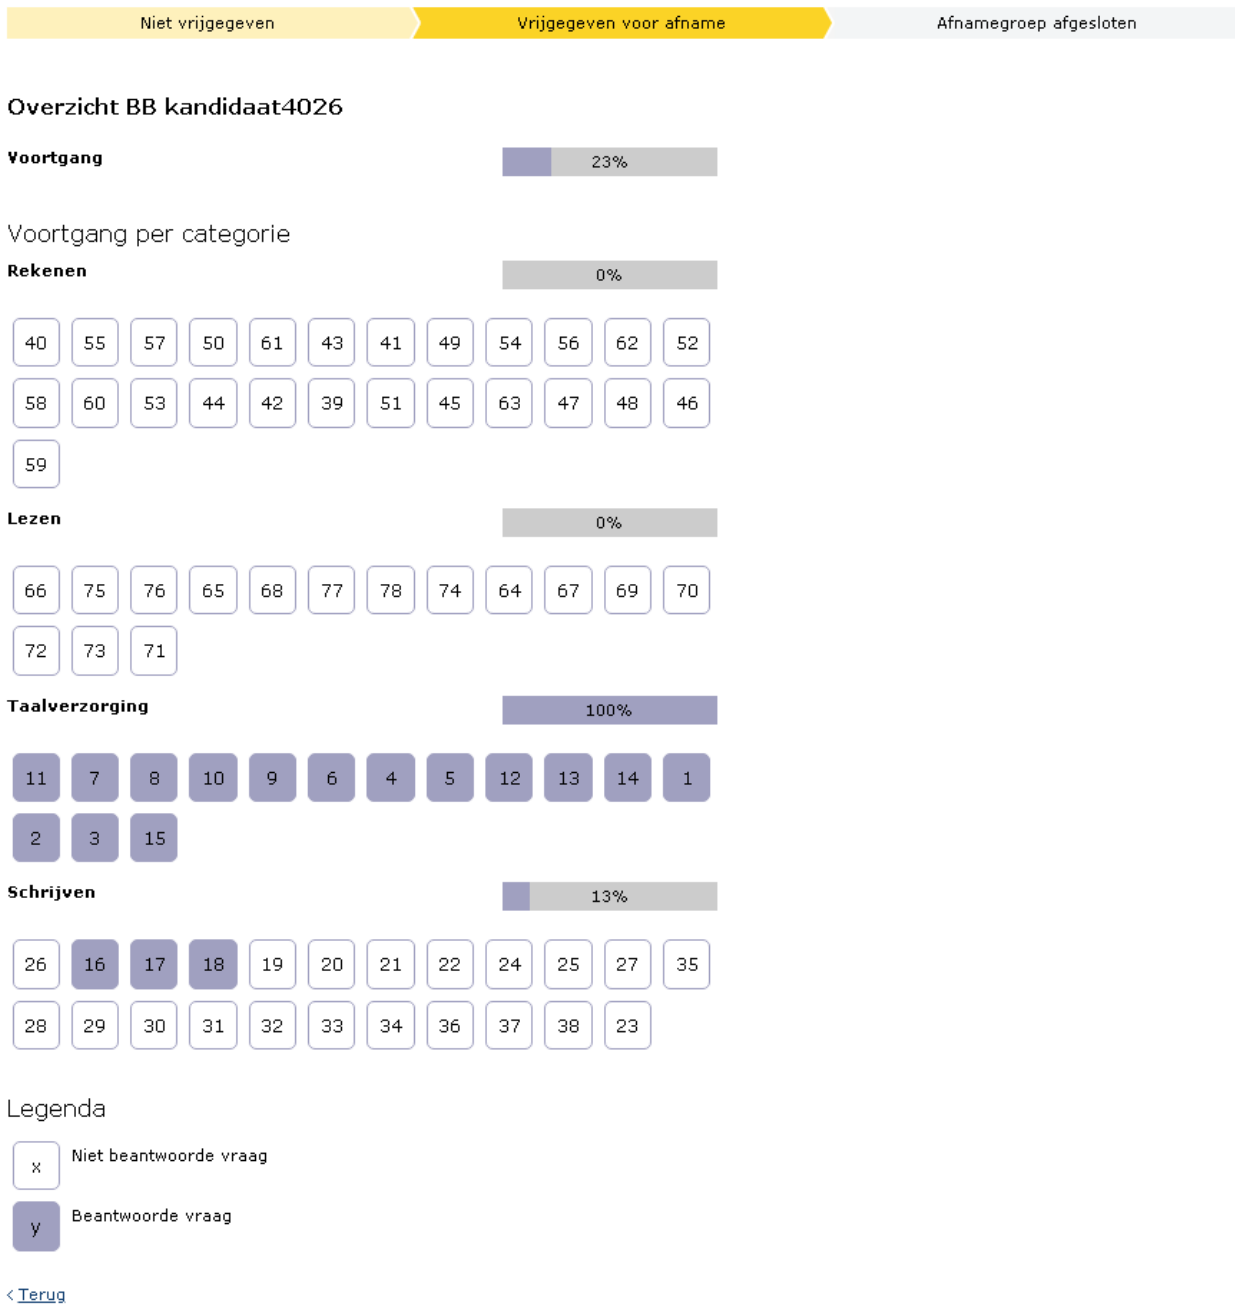 Niet vrijgegeven Vrijgegeven voor afname Afnamegroep afgesloten
Overzicht BB kandidaat4026
Voortgang 23%
Voortgang per categorie
Rekenen 0%
40 55 57 50 61 43 41 49 54 56 62 52
58 60 53 44 42 39 51 45 63 47 48 46
59
Lezen 0%
66 75 76 65 68 77 78 74 64 67 69 70
72 73 71
Taalverzorging 100%
11 7 8 10 9 6 4 5 12 13 14 1
2 3 15
Schrijven 13%
26 16 17 18 19 20 21 22 24 25 27 35
28 29 30 31 32 33 34 36 37 38 23
Legenda
x Niet beantwoorde vraag
y Beantwoorde vraag
< Terug